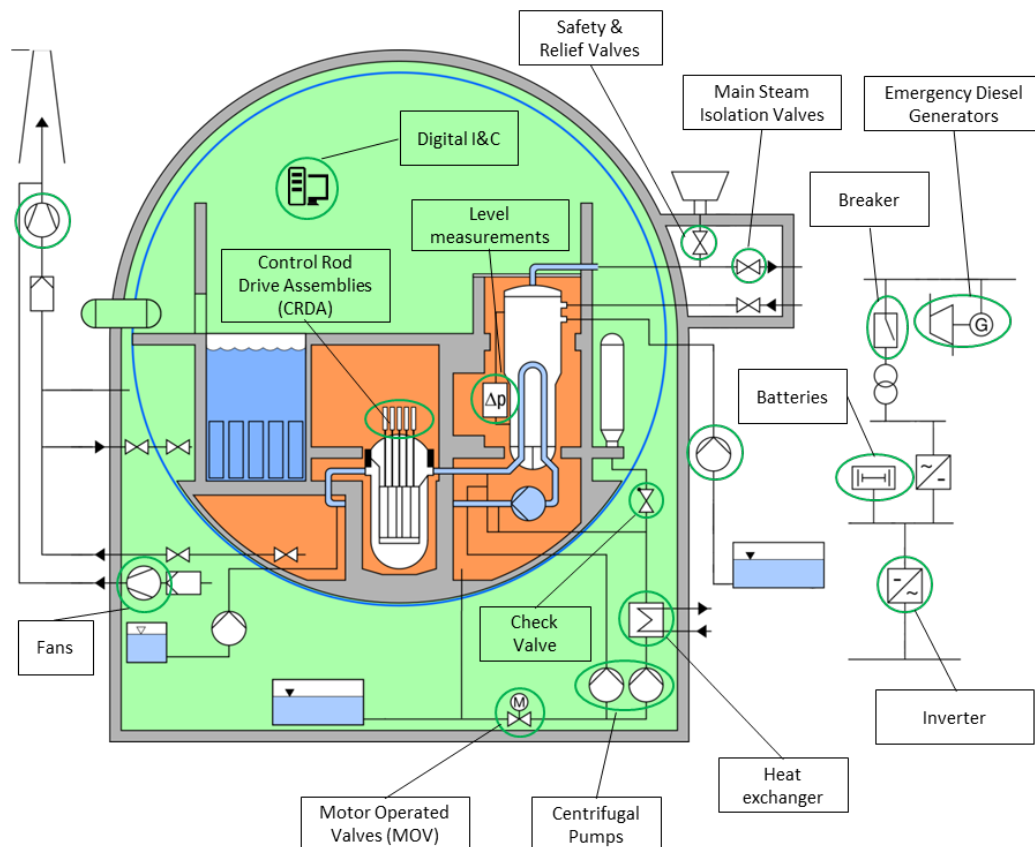 Safety &
Relief Valves
Main Steam
Isolation Valves
Emergency Diesel
Generators
Digital I&C
Breaker
Level
measurements
Control Rod
Drive Assemblies
(CRDA)
G
Δp
Batteries
~
-
-
~
Check
Valve
Fans
M
Inverter
Heat
exchanger
Motor Operated
Valves (MOV)
Centrifugal
Pumps